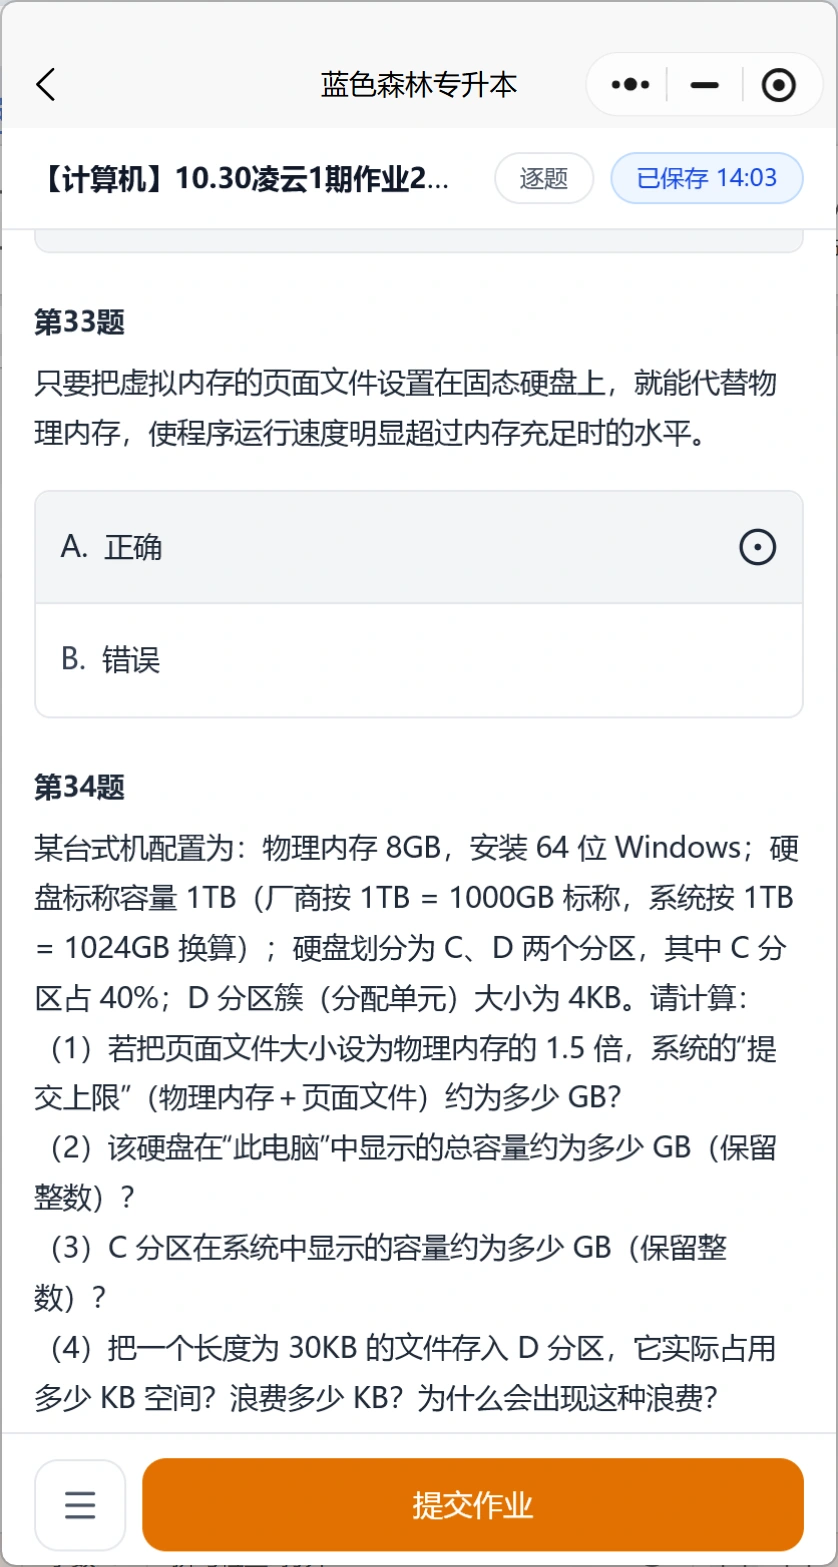 蓝色森林专升本
【计算机】10.30凌云1期作业2...
逐题
已保存 14:03
第33题
只要把虚拟内存的页面文件设置在固态硬盘上，就能代替物
理内存，使程序运行速度明显超过内存充足时的水平。
A. 正确
B. 错误
第34题
某台式机配置为：物理内存 8GB，安装 64 位 Windows；硬
盘标称容量 1TB（厂商按 1TB = 1000GB 标称，系统按 1TB
= 1024GB 换算）；硬盘划分为 C、D 两个分区，其中 C 分
区占 40%；D 分区簇（分配单元）大小为 4KB。请计算：
（1）若把页面文件大小设为物理内存的 1.5 倍，系统的“提
交上限”（物理内存＋页面文件）约为多少 GB？
（2）该硬盘在“此电脑”中显示的总容量约为多少 GB（保留
整数）？
（3）C 分区在系统中显示的容量约为多少 GB（保留整
数）？
（4）把一个长度为 30KB 的文件存入 D 分区，它实际占用
多少 KB 空间？浪费多少 KB？为什么会出现这种浪费？
提交作业